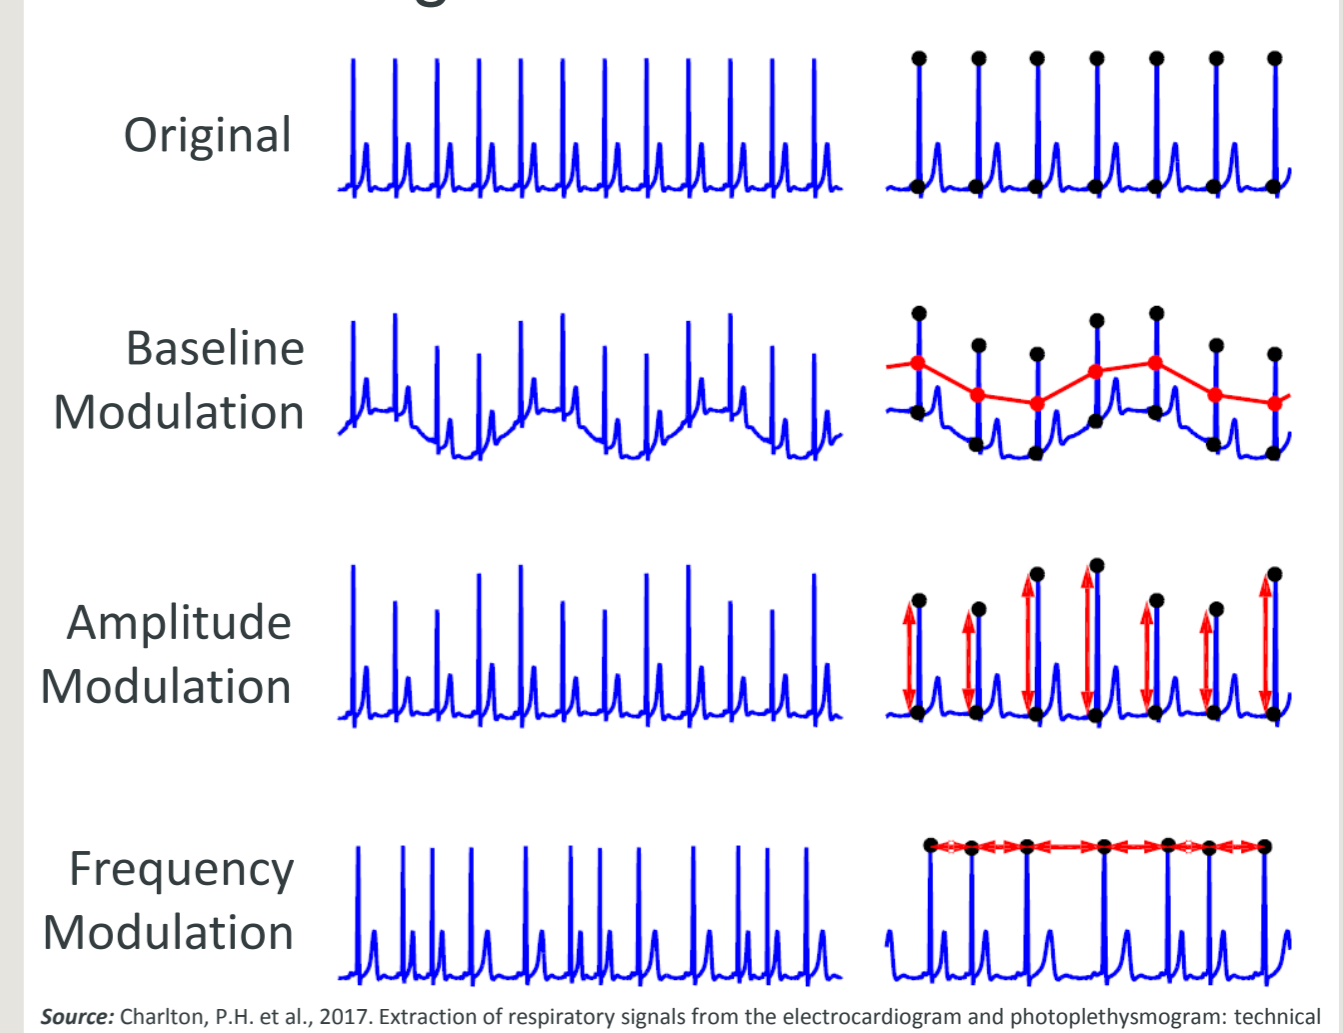 Original
Baseline
Modulation
Amplitude
Modulation
Frequency
Modulation
Source: Charlton, P.H. et al., 2017. Extraction of respiratory signals from the electrocardiogram and photoplethysmogram: technical